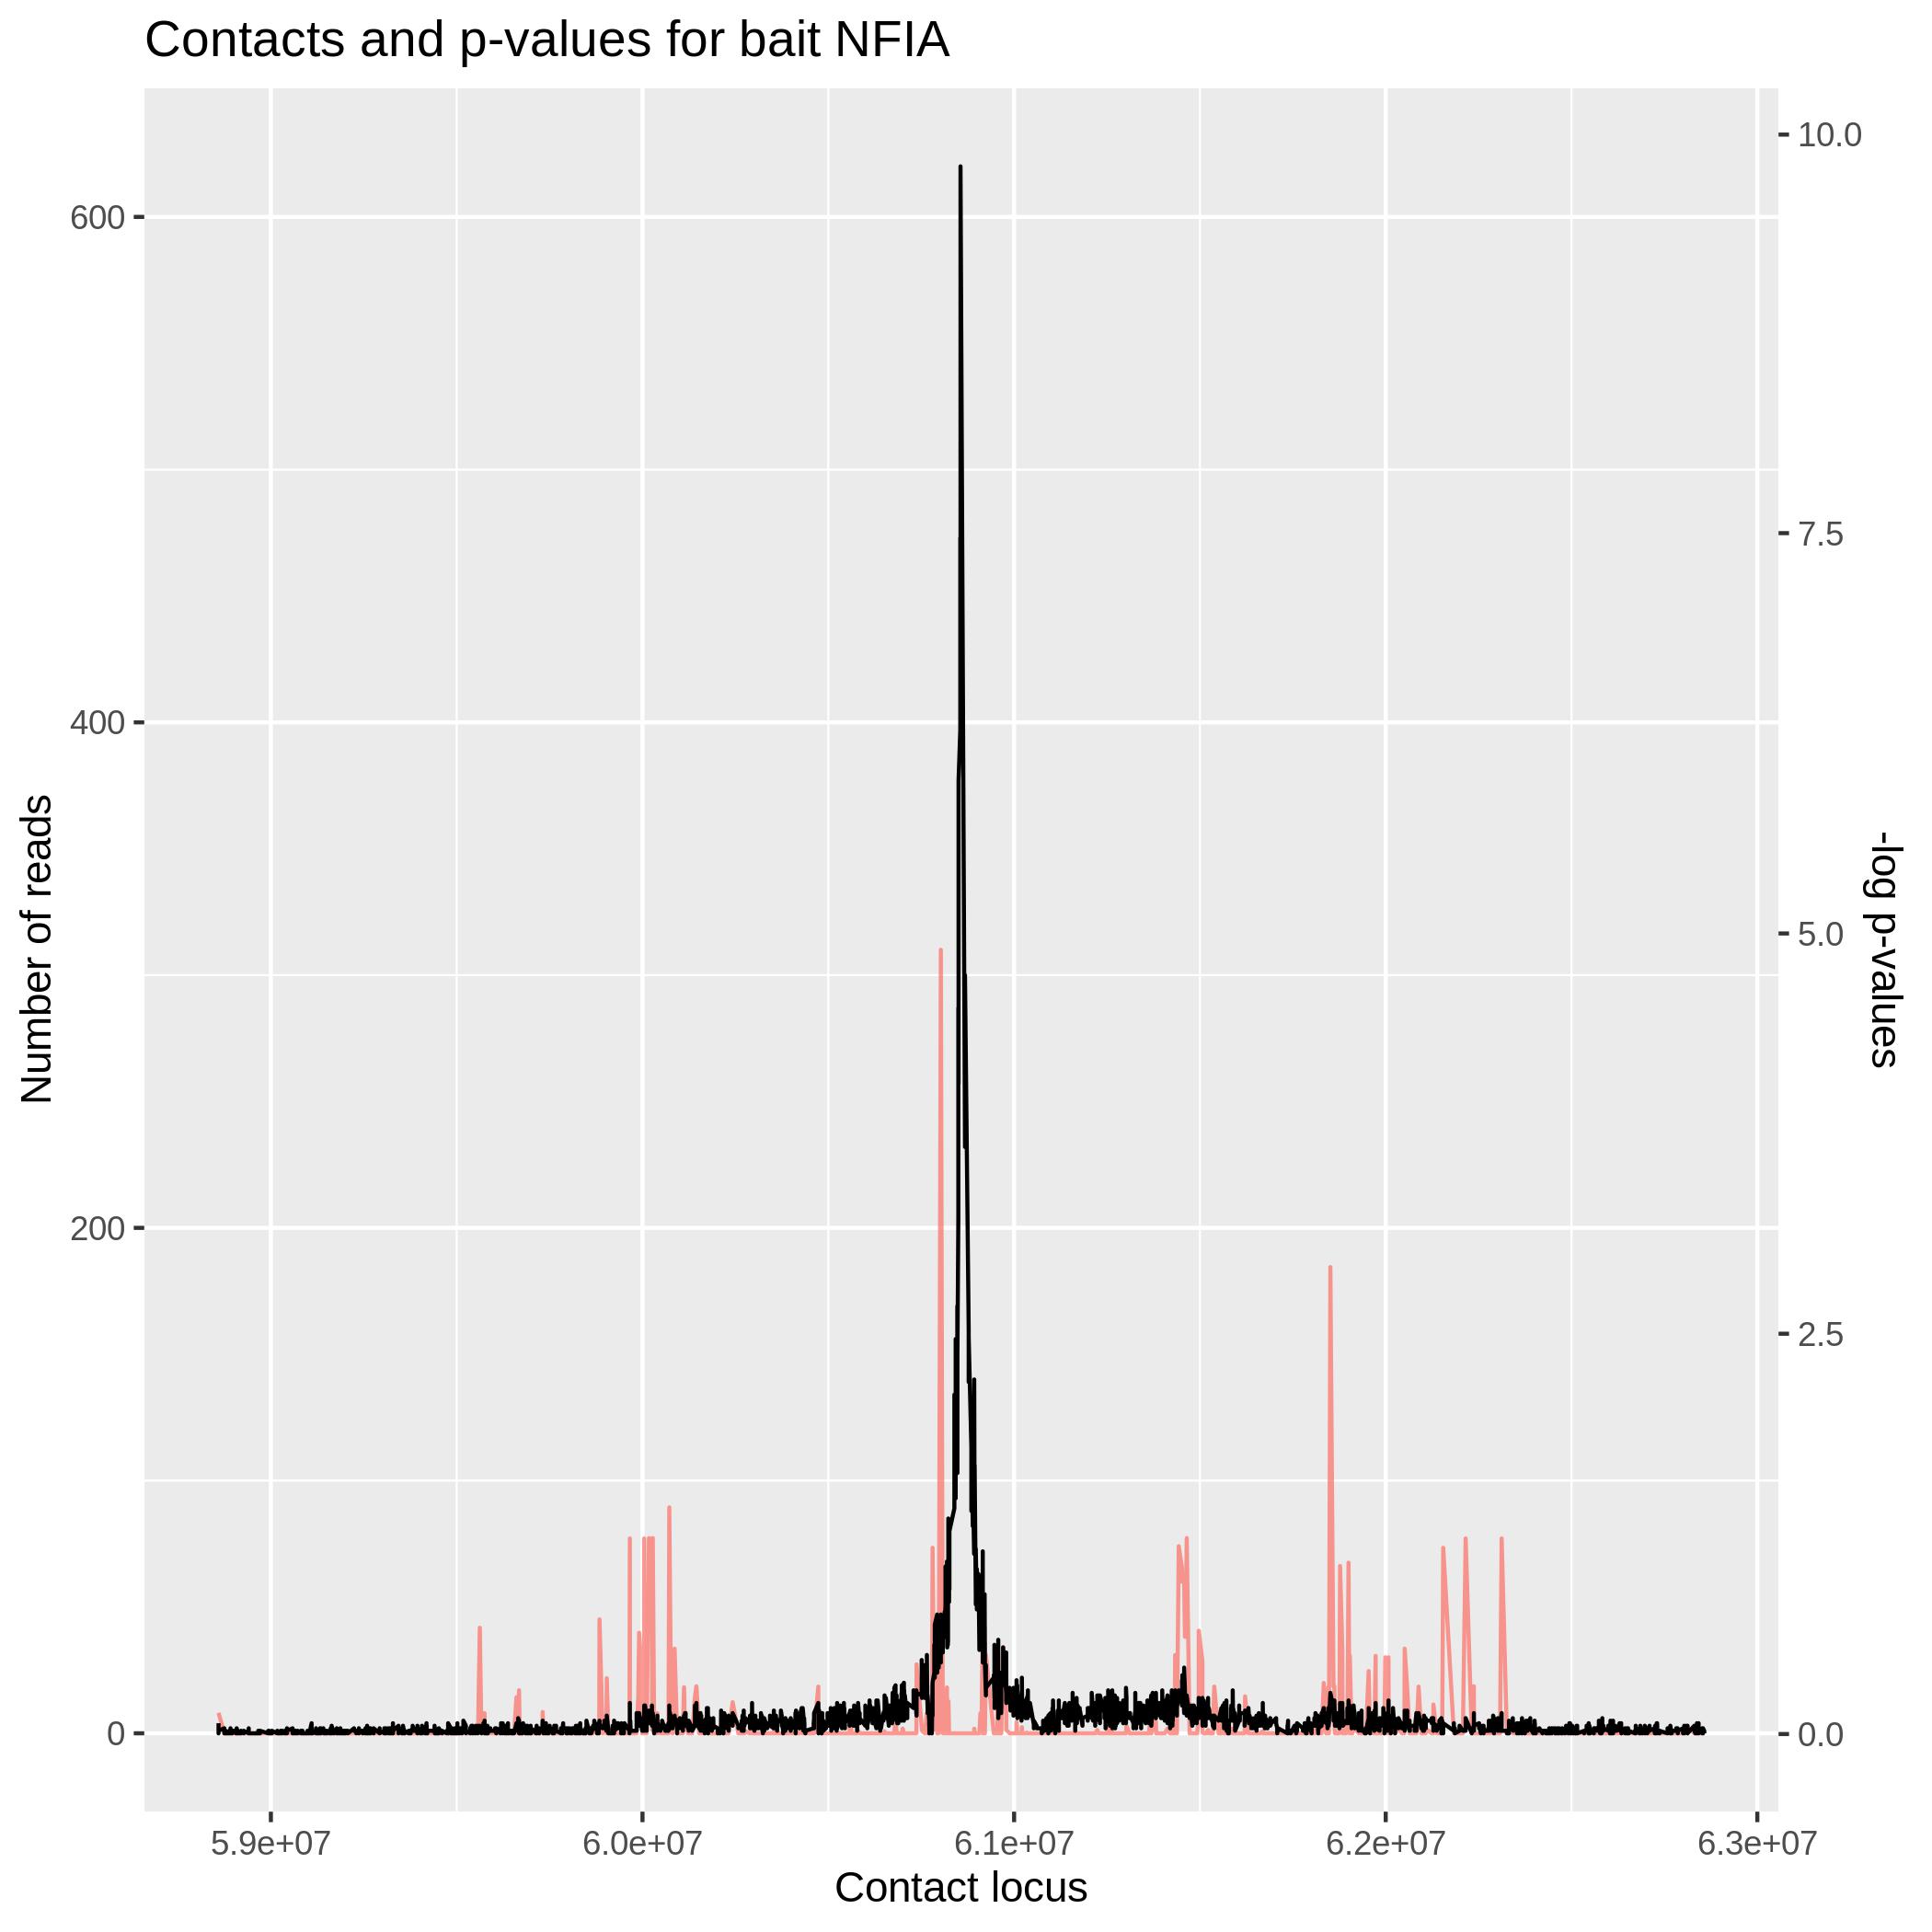 Contacts and p-values for bait NFIA
Number of reads
600
400
200
0
10.0
7.5
5.0
2.5
0.0
-log p-values
5.9e+07
6.0e+07
6.1e+07
6.2e+07
6.3e+07
Contact locus